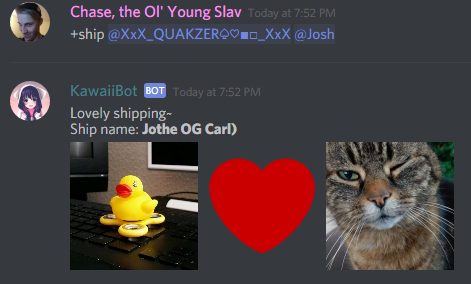 Chase, the Ol' Young Slav Today at 7:52 PM
+ship @XxX_QUAKZER♤♡■□_XxX @Josh
KawaiiBot BOT Today at 7:52 PM
Lovely shipping~
Ship name: Jothe OG Carl)